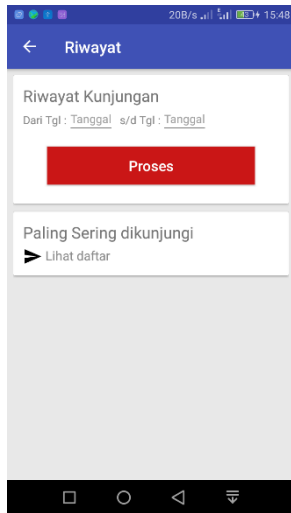 20B/s 15:48
Riwayat
Riwayat Kunjungan
Dari Tgl : Tanggal s/d Tgl : Tanggal
Proses
Paling Sering dikunjungi
Lihat daftar